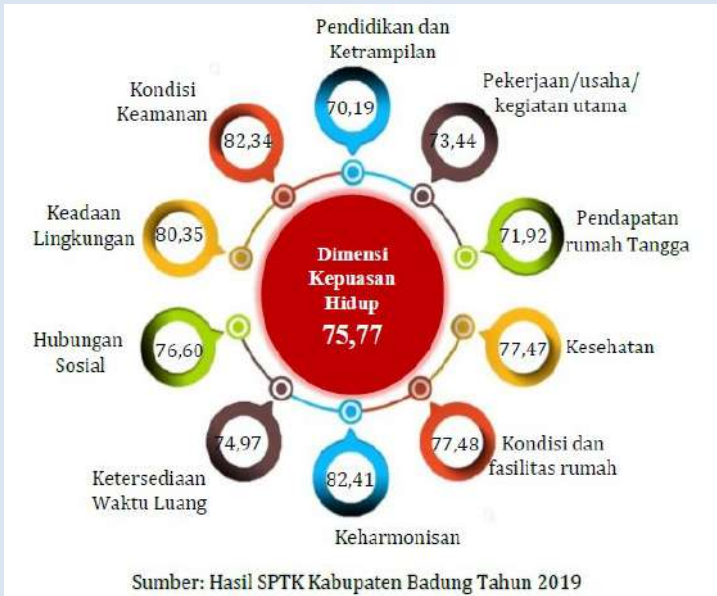 Pendidikan dan
Ketrampilan
70,19
Pekerjaan/usaha/
kegiatan utama
73,44
Pendapatan
rumah Tangga
71,92
Kesehatan
77,47
Kondisi dan
fasilitas rumah
77,48
Keharmonisan
82,41
Ketersediaan
Waktu Luang
74,97
Hubungan
Sosial
76,60
Keadaan
Lingkungan
80,35
Kondisi
Keamanan
82,34
Dimensi
Kepuasan
Hidup
75,77
Sumber: Hasil SPTK Kabupaten Badung Tahun 2019